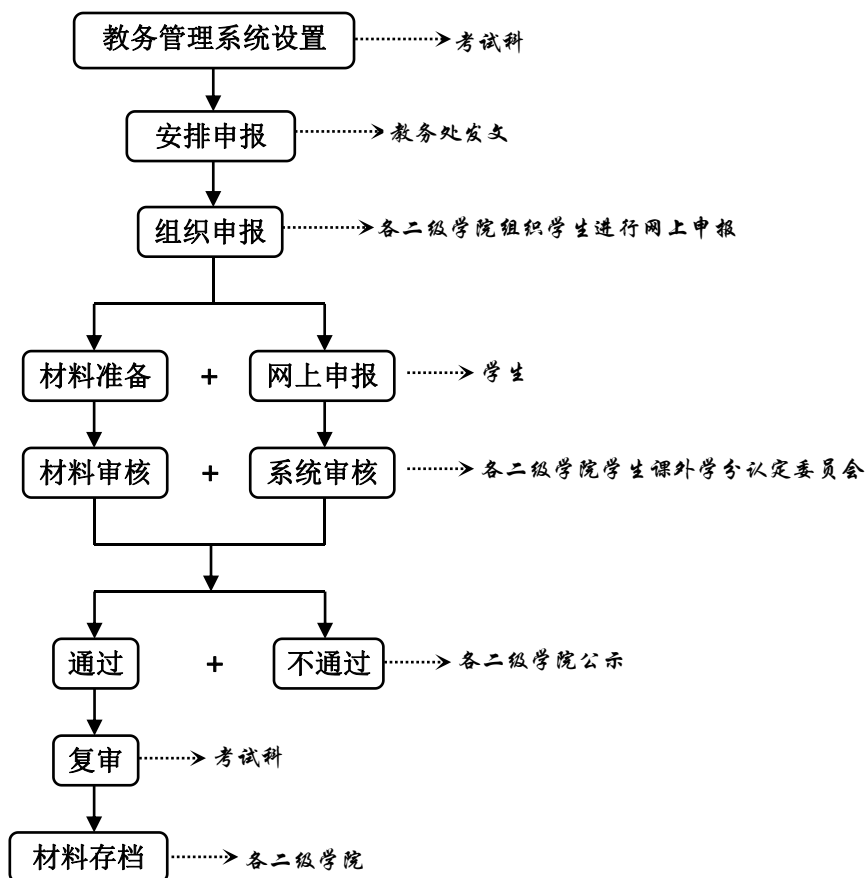 教务管理系统设置 考试科
安排申报 教务处发文
组织申报 各二级学院组织学生进行网上申报
材料准备 + 网上申报 学生
材料审核 + 系统审核 各二级学院学生课外学分认定委员会
通过 + 不通过 各二级学院公示
复审 考试科
材料存档 各二级学院